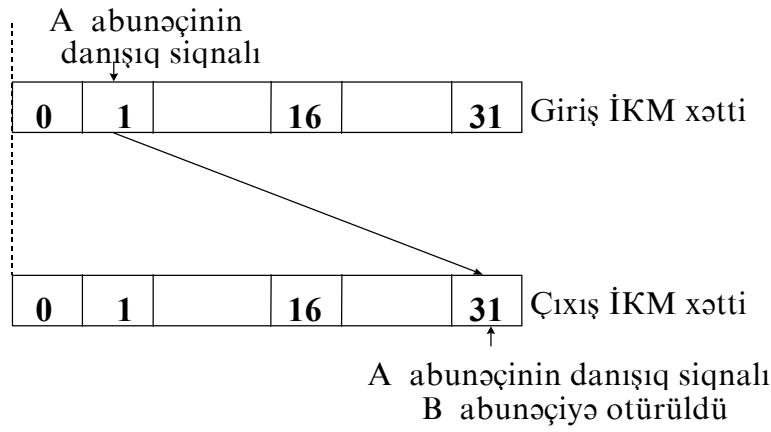 A abunəçinin
danışıq siqnalı
0 1 16 31 Giriş İKM xətti
0 1 16 31 Çıxış İKM xətti
A abunəçinin danışıq siqnalı
B abunəçiyə otürüldü